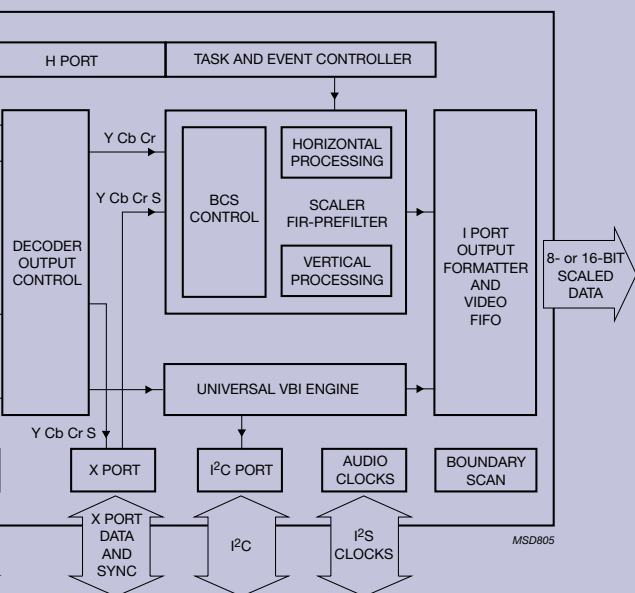 H PORT
TASK AND EVENT CONTROLLER
Y Cb Cr
Y Cb Cr S
DECODER
OUTPUT
CONTROL
BCS
CONTROL
HORIZONTAL
PROCESSING
SCALER
FIR-PREFILTER
VERTICAL
PROCESSING
I PORT
OUTPUT
FORMATTER
AND
VIDEO
FIFO
8- or 16-BIT
SCALED
DATA
UNIVERSAL VBI ENGINE
Y Cb Cr S
X PORT
I²C PORT
AUDIO
CLOCKS
BOUNDARY
SCAN
X PORT
DATA
AND
SYNC
I²C
I²S
CLOCKS
MSD805